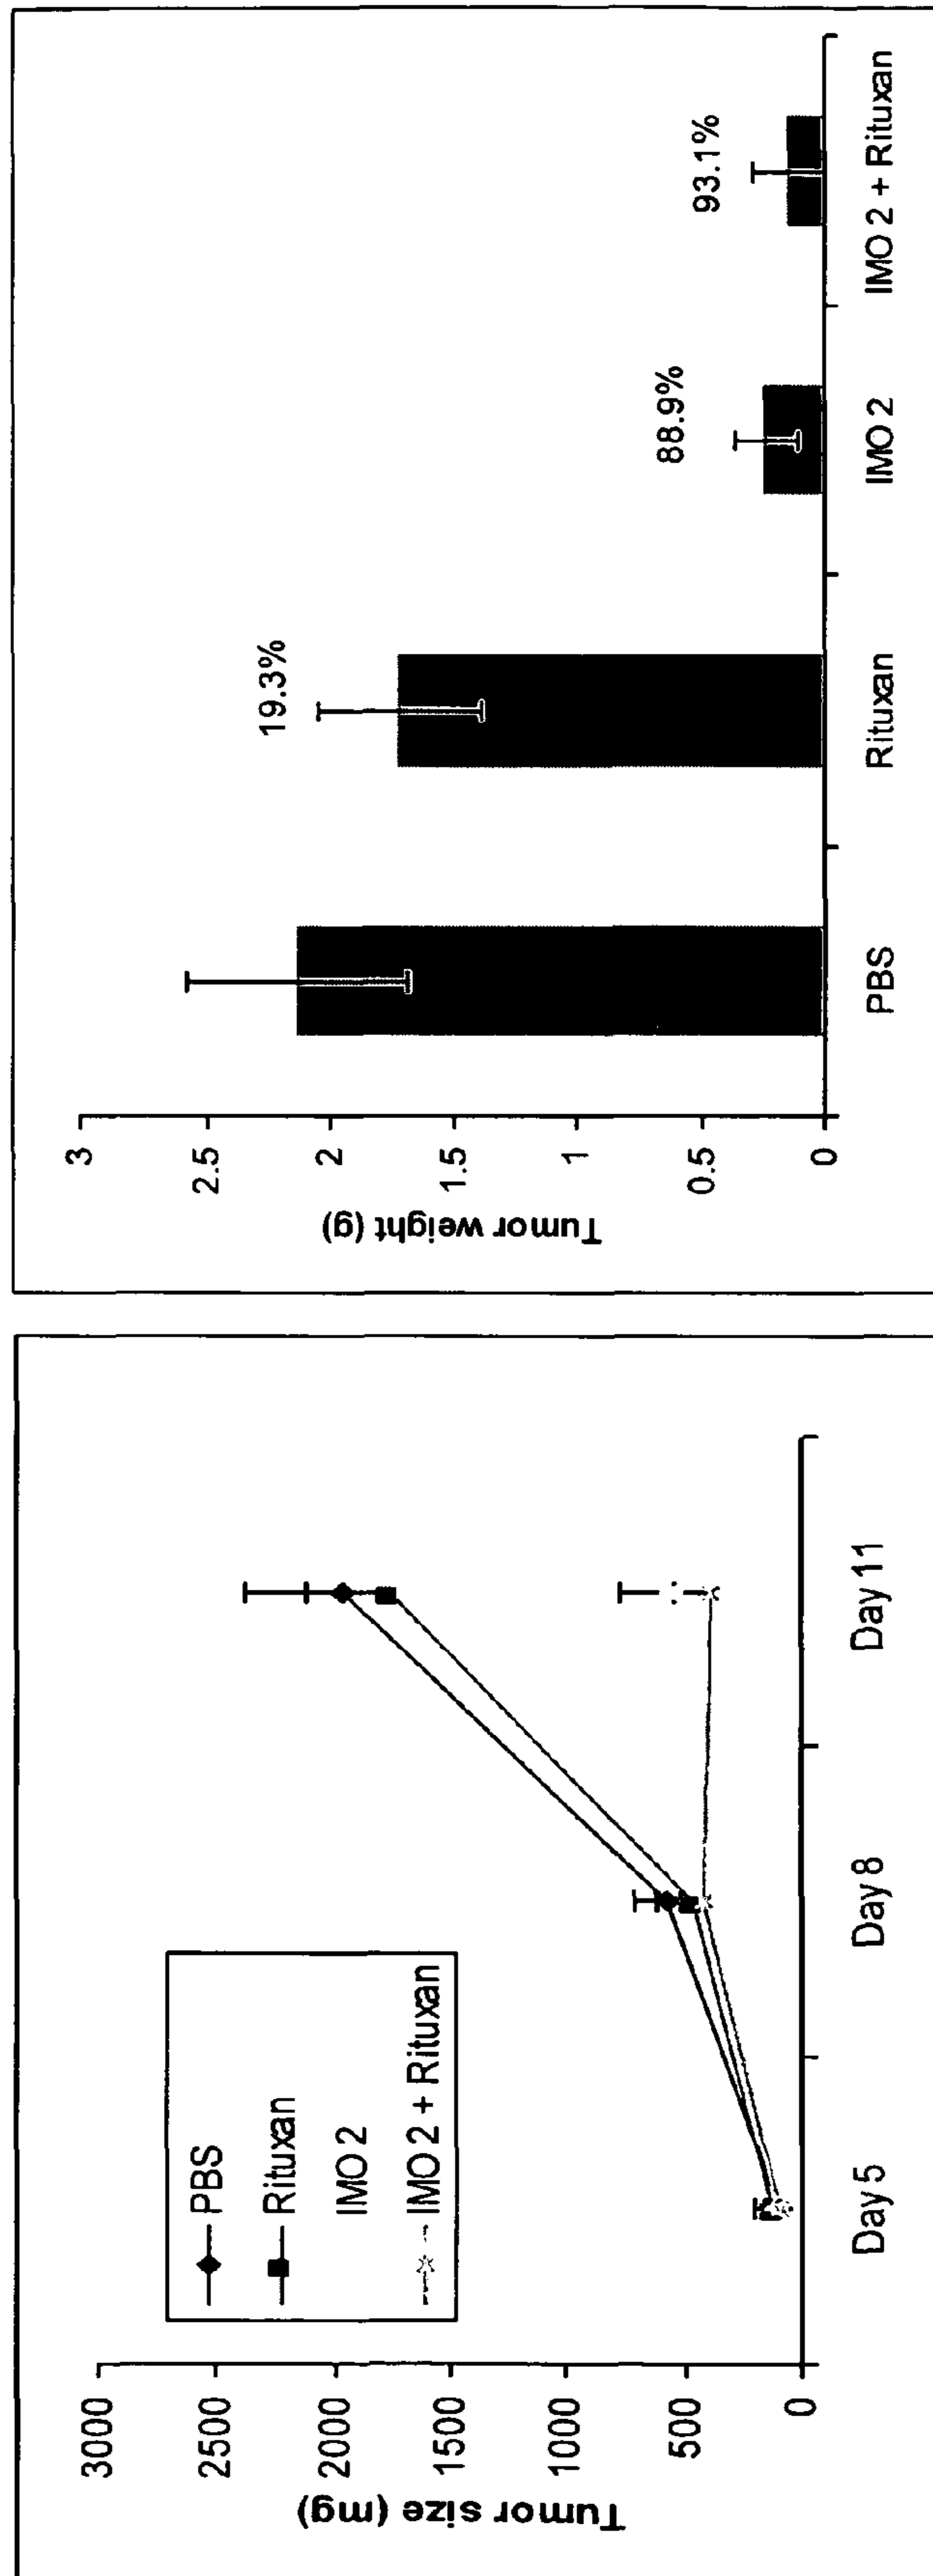 Tumor size (mg)
3000
2500
2000
1500
1000
500
0
PBS
Rituxan
IMO 2
IMO 2 + Rituxan
Day 5
Day 8
Day 11
Tumor weight (g)
3
2.5
2
1.5
1
0.5
0
19.3%
88.9%
93.1%
PBS
Rituxan
IMO 2
IMO 2 + Rituxan